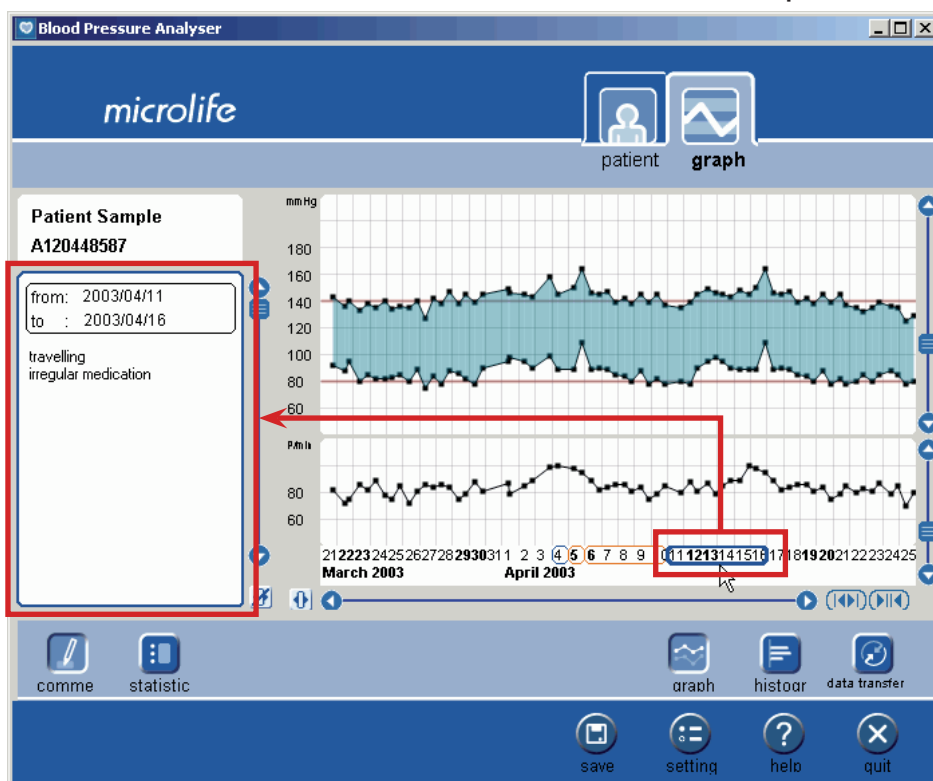 Blood Pressure Analyser
microlife
patient graph
Patient Sample
A120448587
from: 2003/04/11
to : 2003/04/16
travelling
irregular medication
mmHg
180
160
140
120
100
80
60
P/min
80
60
21222324252627282930311 2 3 4 5 6 7 8 9 1011 1213141516171819202122232425
March 2003 April 2003
comme statistic graph histogr data transfer
save setting help quit